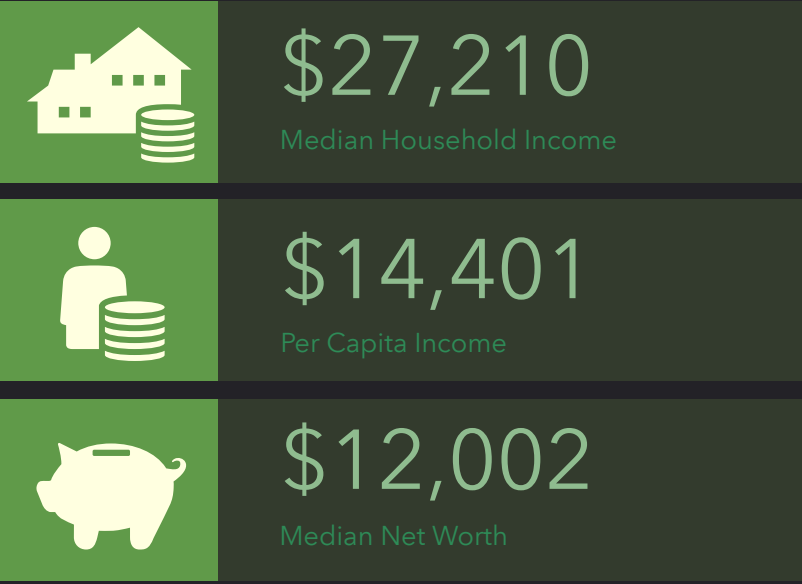 $27,210
Median Household Income
$14,401
Per Capita Income
$12,002
Median Net Worth